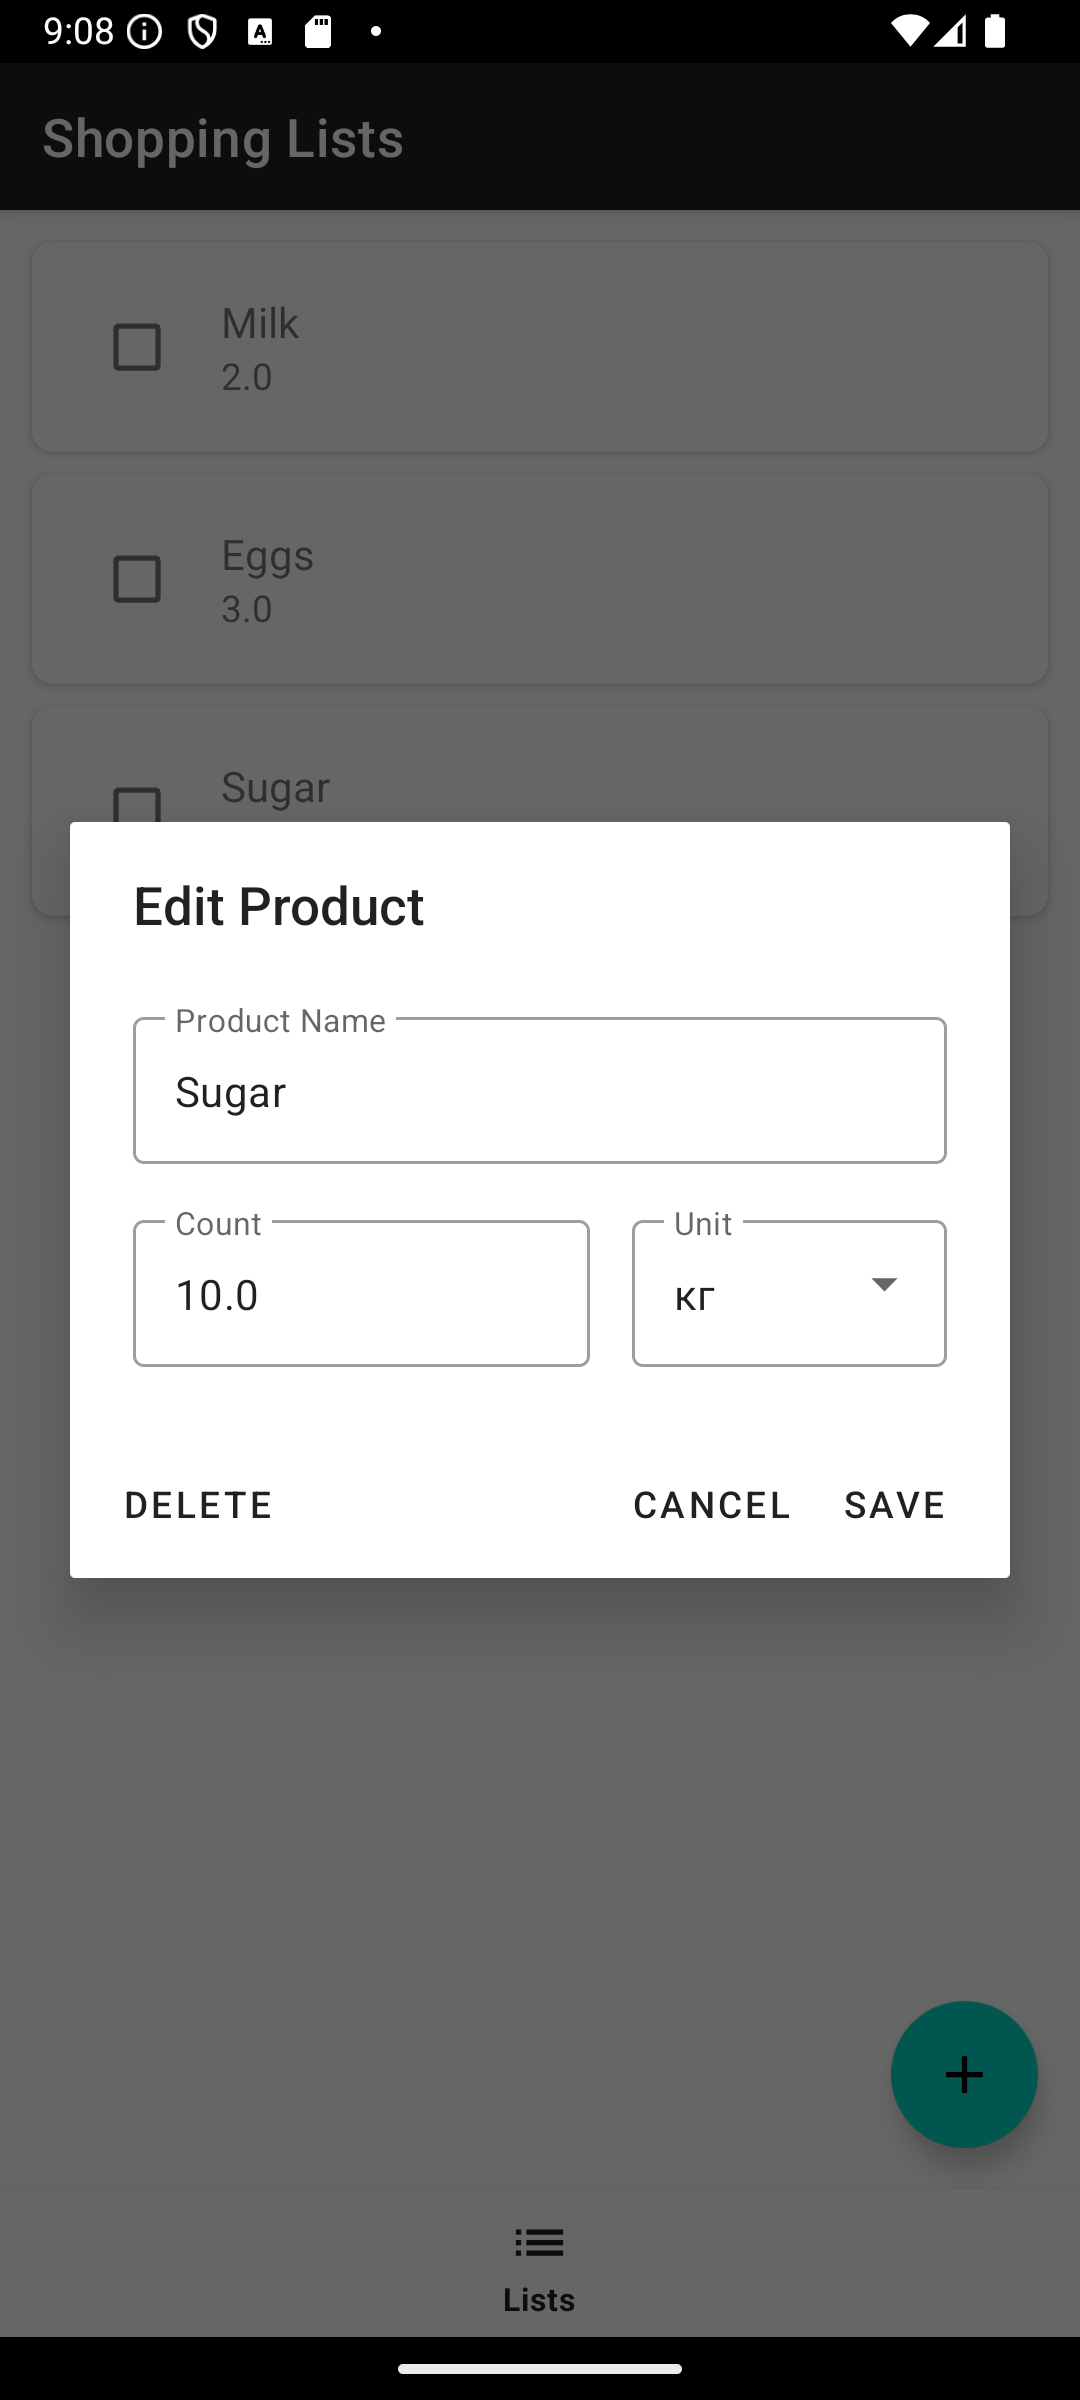 9:08
Shopping Lists
Milk
2.0
Eggs
3.0
Sugar
Edit Product
Product Name
Sugar
Count
10.0
Unit
кг
DELETE
CANCEL
SAVE
Lists